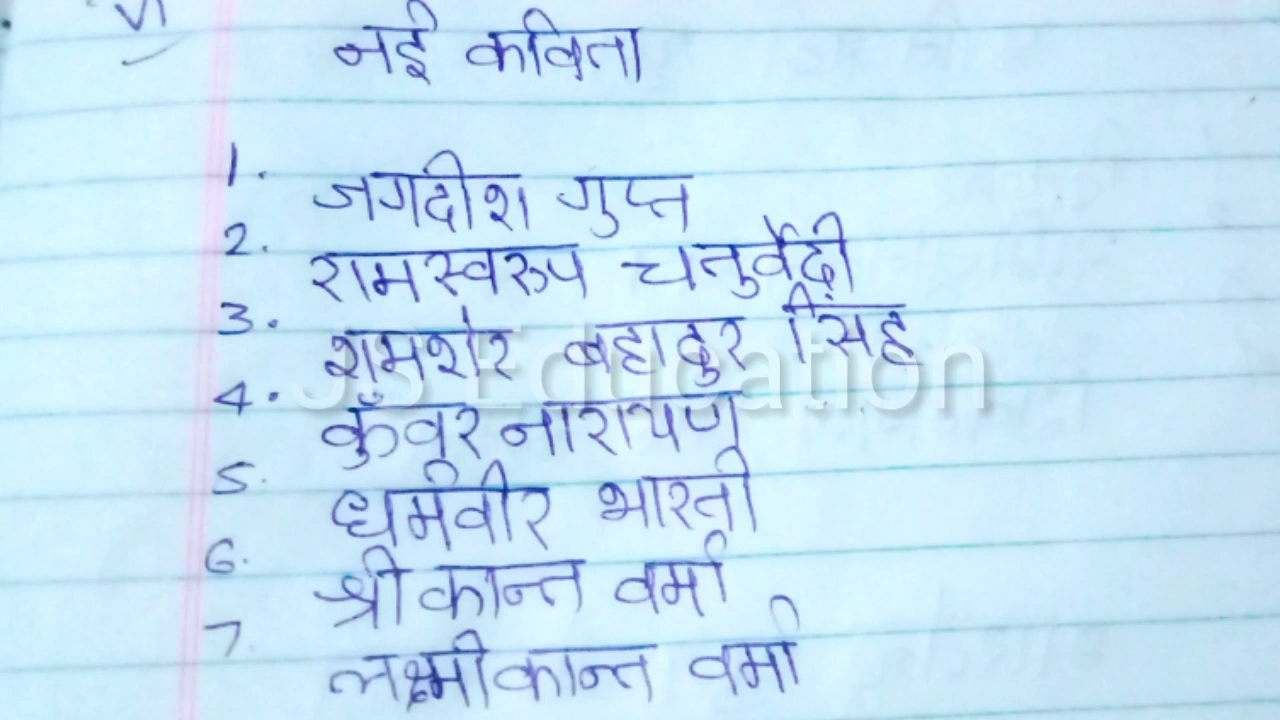 VI
नई कविता
1. जगदीश गुप्त
2. रामस्वरूप चतुर्वेदी
3. शमशेर बहादुर सिंह
4. कुँवर नारायण
5. धर्मवीर भारती
6. श्रीकान्त वर्मा
7. लक्ष्मीकान्त वर्मा
JS Education